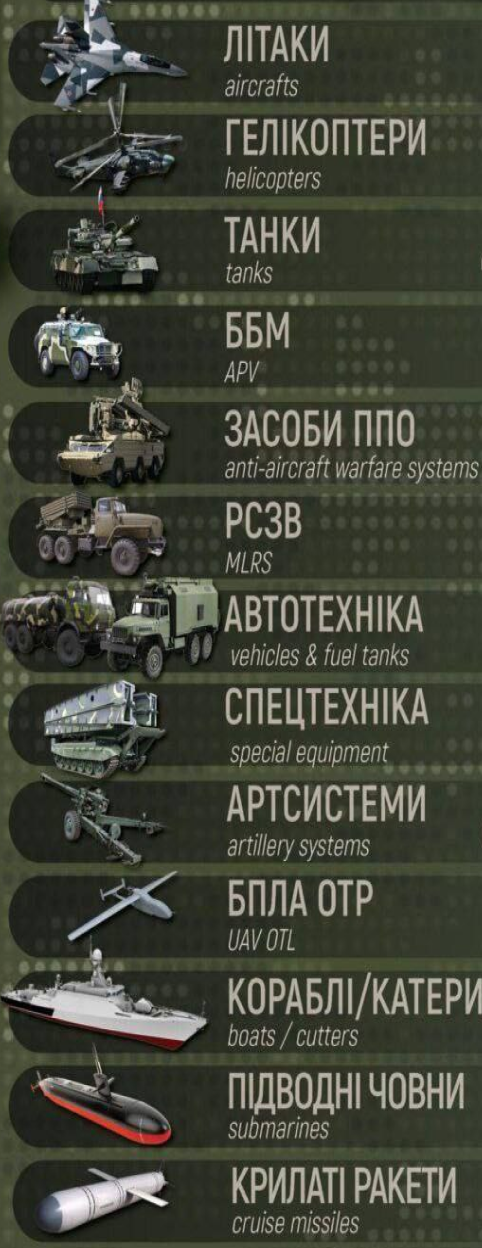 ЛІТАКИ
aircrafts
ГЕЛІКОПТЕРИ
helicopters
ТАНКИ
tanks
ББМ
APV
ЗАСОБИ ППО
anti-aircraft warfare systems
РСЗВ
MLRS
АВТОТЕХНІКА
vehicles & fuel tanks
СПЕЦТЕХНІКА
special equipment
АРТСИСТЕМИ
artillery systems
БПЛА ОТР
UAV OTL
КОРАБЛІ/КАТЕРИ
boats / cutters
ПІДВОДНІ ЧОВНИ
submarines
КРИЛАТІ РАКЕТИ
cruise missiles